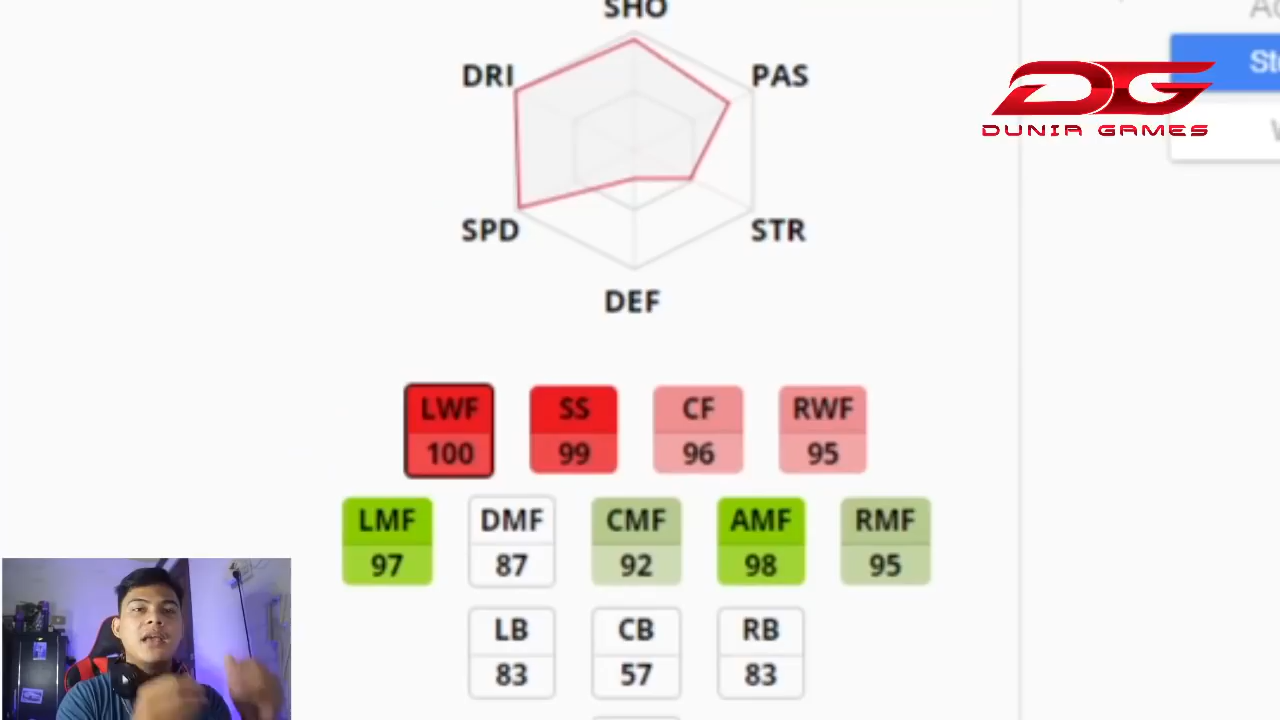 SHO
DRI
PAS
SPD
STR
DEF
LWF SS CF RWF
100 99 96 95
LMF DMF CMF AMF RMF
97 87 92 98 95
LB CB RB
83 57 83
DG
DUNIA GAMES